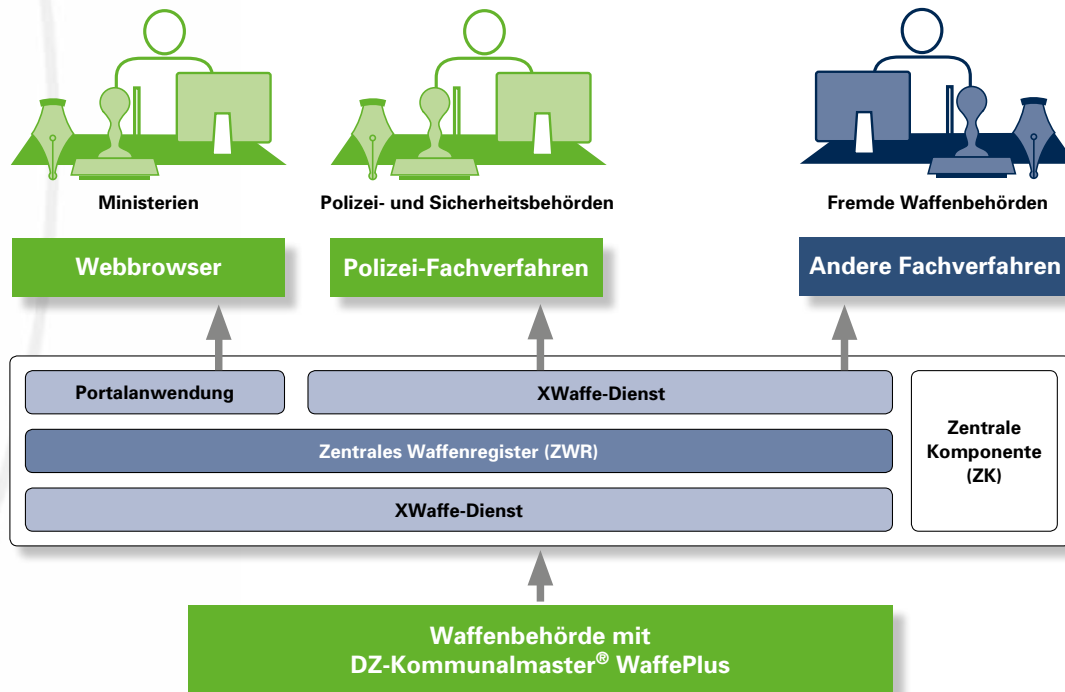 Ministerien
Polizei- und Sicherheitsbehörden
Fremde Waffenbehörden
Webbrowser
Polizei-Fachverfahren
Andere Fachverfahren
Portalanwendung
XWaffe-Dienst
Zentrales Waffenregister (ZWR)
XWaffe-Dienst
Zentrale
Komponente
(ZK)
Waffenbehörde mit
DZ-Kommunalmaster® WaffePlus